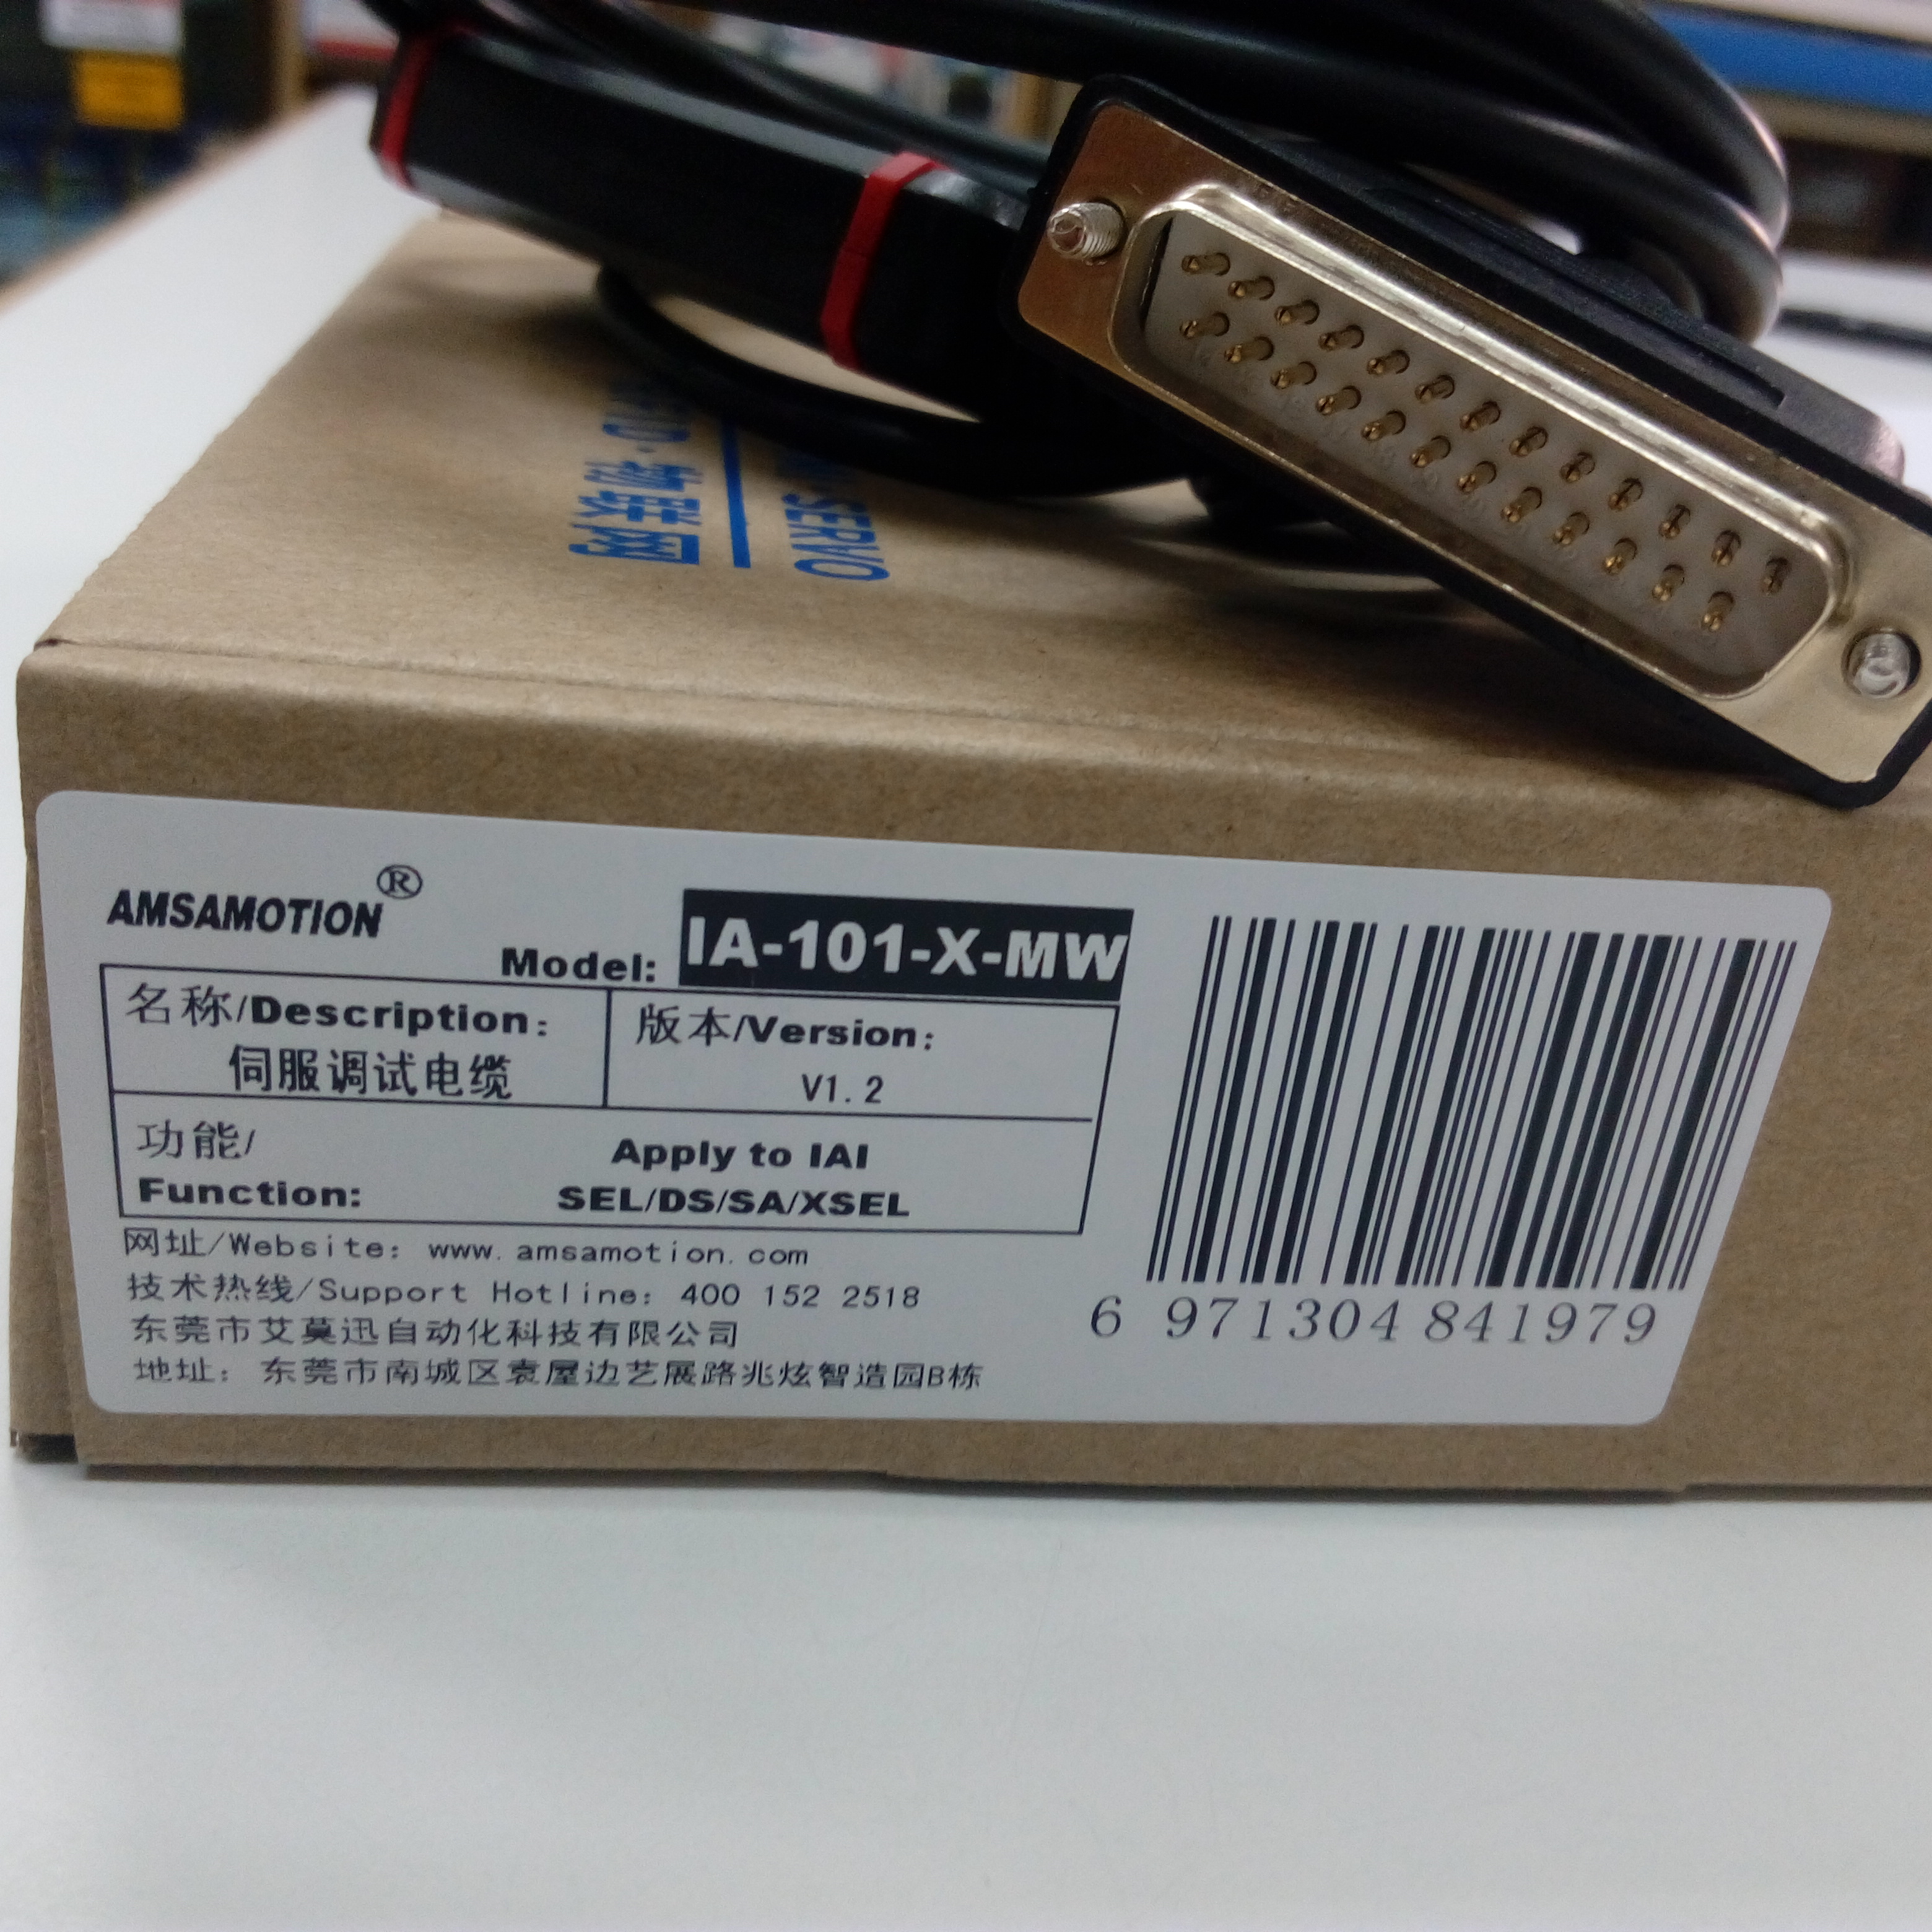 SERVO
AMSAMOTION®
Model: IA-101-X-MW
名称/Description:
伺服调试电缆
版本/Version:
V1.2
功能/
Function:
Apply to IAI
SEL/DS/SA/XSEL
网址/Website: www.amsamotion.com
技术热线/Support Hotline: 400 152 2518
东莞市艾莫迅自动化科技有限公司
地址: 东莞市南城区袁屋边艺展路兆炫智造园B栋
6 971304 841979